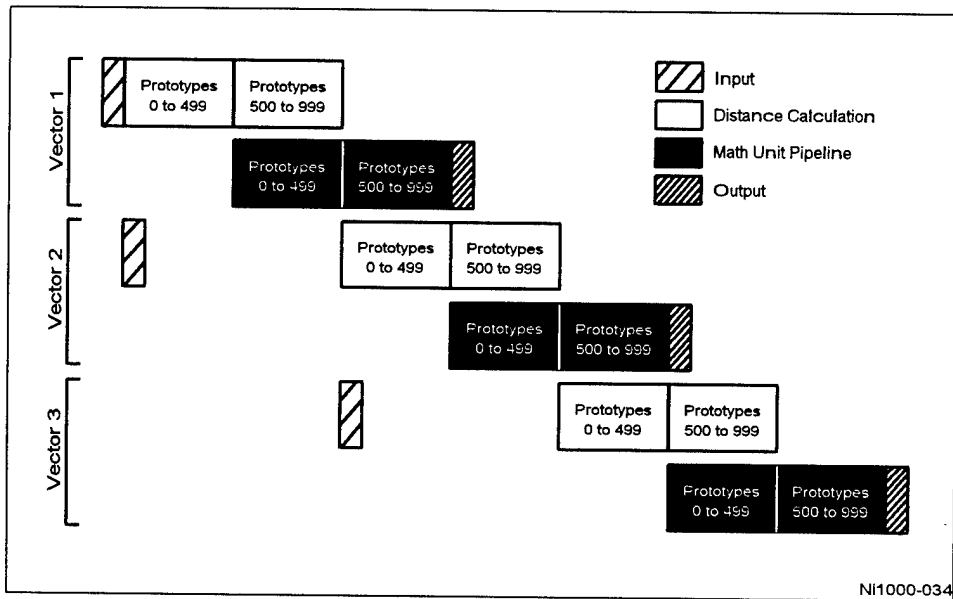 Vector 1
Prototypes
0 to 499
Prototypes
500 to 999
Prototypes
0 to 499
Prototypes
500 to 999
Input
Distance Calculation
Math Unit Pipeline
Output
Vector 2
Prototypes
0 to 499
Prototypes
500 to 999
Prototypes
0 to 499
Prototypes
500 to 999
Vector 3
Prototypes
0 to 499
Prototypes
500 to 999
Prototypes
0 to 499
Prototypes
500 to 999
Ni1000-034